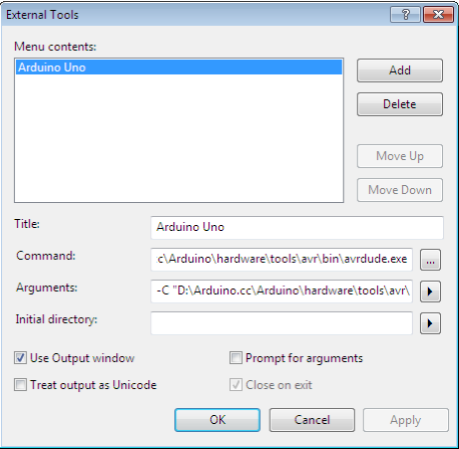 External Tools
Menu contents:
Arduino Uno
Add
Delete
Move Up
Move Down
Title:
Arduino Uno
Command:
c\Arduino\hardware\tools\avr\bin\avrdude.exe
...
Arguments:
-C "D:\Arduino.cc\Arduino\hardware\tools\avr\
Initial directory:
Use Output window
Prompt for arguments
Treat output as Unicode
Close on exit
OK
Cancel
Apply